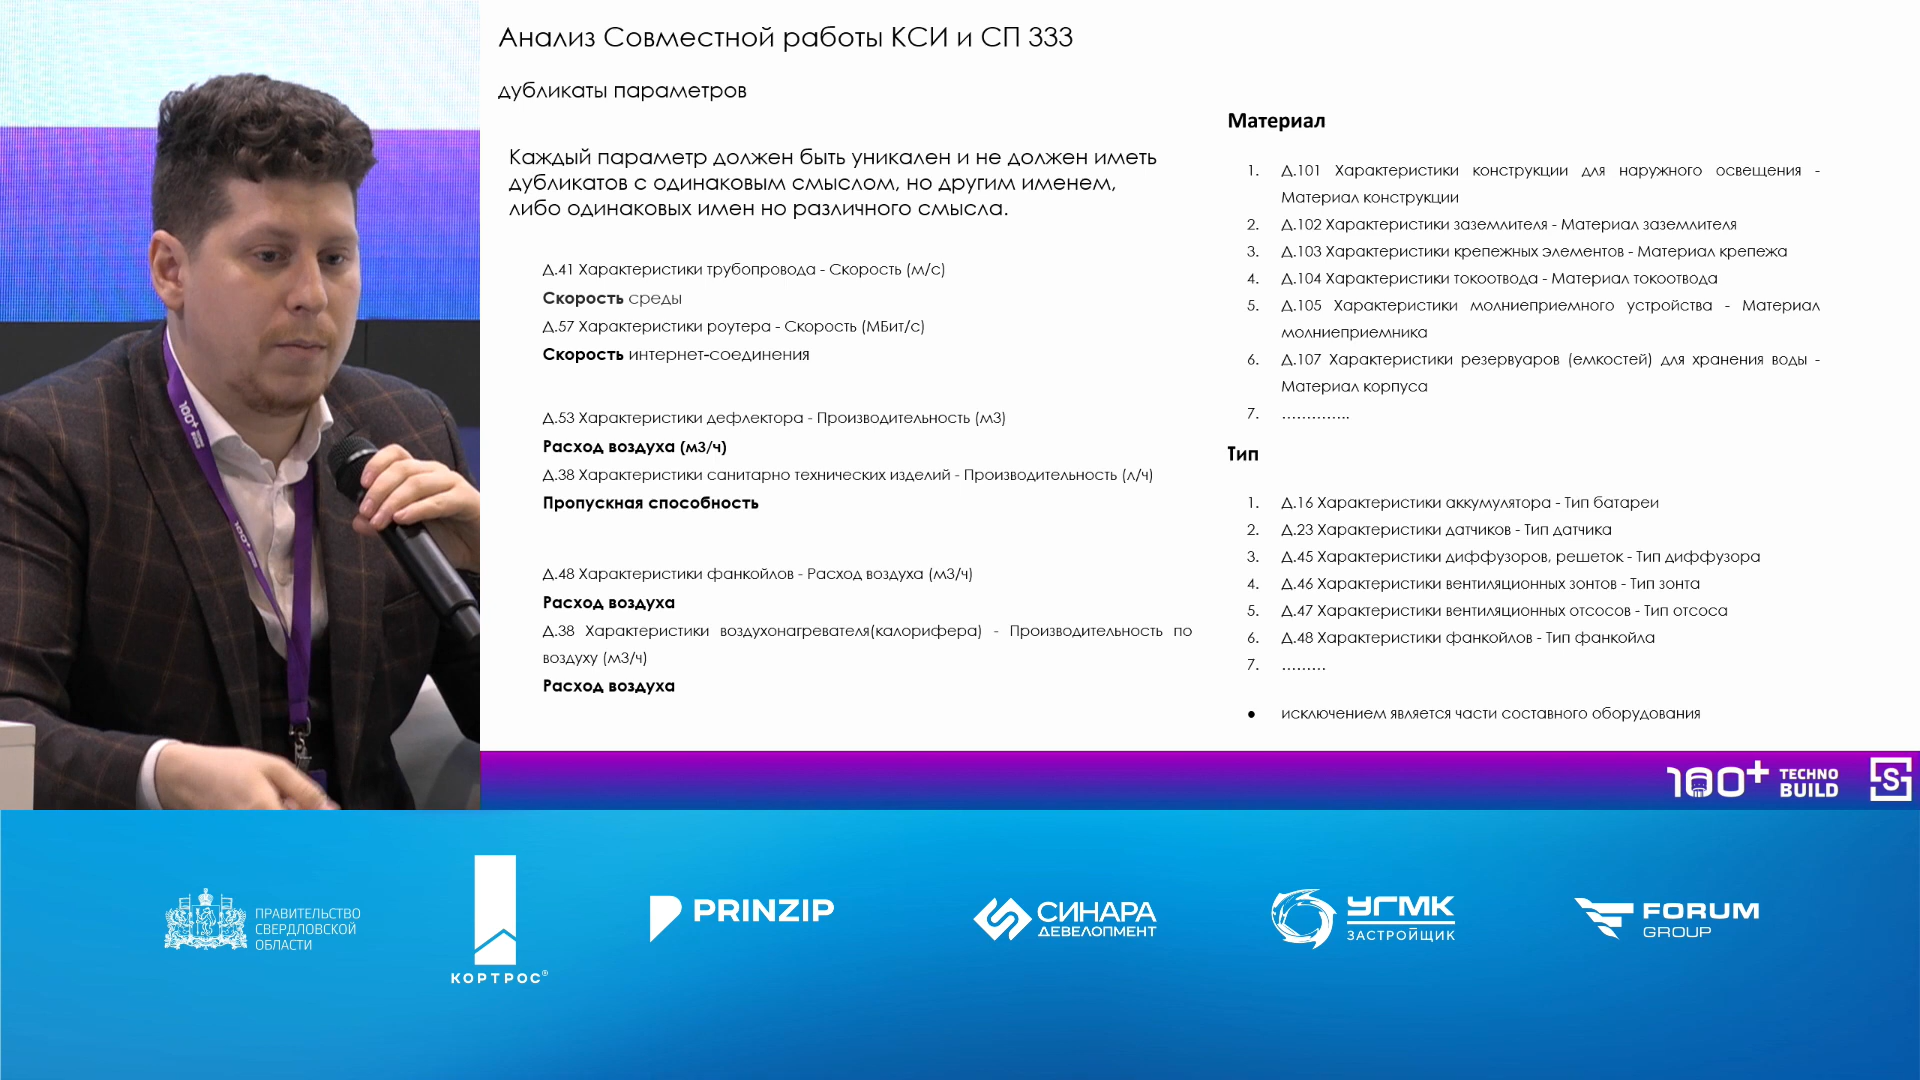 Анализ Совместной работы КСИ и СП 333
дубликаты параметров
Каждый параметр должен быть уникален и не должен иметь
дубликатов с одинаковым смыслом, но другим именем,
либо одинаковых имен но различного смысла.
Д.41 Характеристики трубопровода - Скорость (м/с)
Скорость среды
Д.57 Характеристики роутера - Скорость (МБит/с)
Скорость интернет-соединения
Д.53 Характеристики дефлектора - Производительность (м3)
Расход воздуха (м3/ч)
Д.38 Характеристики санитарно технических изделий - Производительность (л/ч)
Пропускная способность
Д.48 Характеристики фанкойлов - Расход воздуха (м3/ч)
Расход воздуха
Д.38 Характеристики воздухонагревателя(калорифера) - Производительность по
воздуху (м3/ч)
Расход воздуха
Материал
1. Д.101 Характеристики конструкции для наружного освещения -
Материал конструкции
2. Д.102 Характеристики заземлителя - Материал заземлителя
3. Д.103 Характеристики крепежных элементов - Материал крепежа
4. Д.104 Характеристики токоотвода - Материал токоотвода
5. Д.105 Характеристики молниеприемного устройства - Материал
молниеприемника
6. Д.107 Характеристики резервуаров (емкостей) для хранения воды -
Материал корпуса
7. …………..
Тип
1. Д.16 Характеристики аккумулятора - Тип батареи
2. Д.23 Характеристики датчиков - Тип датчика
3. Д.45 Характеристики диффузоров, решеток - Тип диффузора
4. Д.46 Характеристики вентиляционных зонтов - Тип зонта
5. Д.47 Характеристики вентиляционных отсосов - Тип отсоса
6. Д.48 Характеристики фанкойлов - Тип фанкойла
7. ………
● исключением является части составного оборудования
100+
100+ TECHNO
BUILD
S
ПРАВИТЕЛЬСТВО
СВЕРДЛОВСКОЙ
ОБЛАСТИ
КОРТРОС®
PRINZIP
СИНАРА
ДЕВЕЛОПМЕНТ
УГМК
ЗАСТРОЙЩИК
FORUM
GROUP